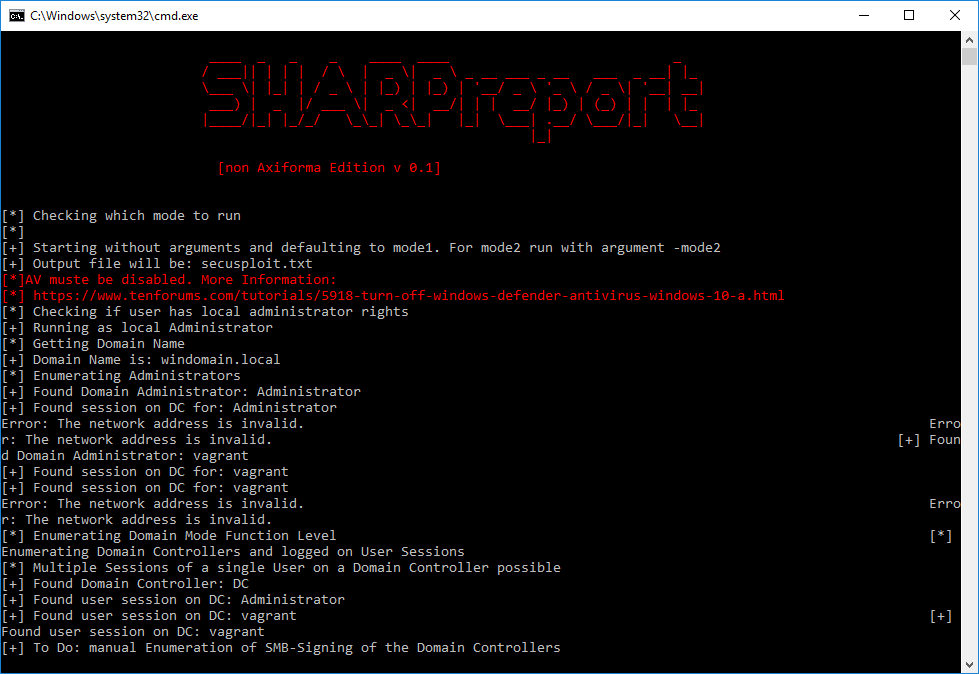 C:\Windows\system32\cmd.exe
SHARPreport
[non Axiforma Edition v 0.1]
[*] Checking which mode to run
[*]
[+] Starting without arguments and defaulting to mode1. For mode2 run with argument -mode2
[+] Output file will be: secusploit.txt
[*]AV muste be disabled. More Information:
[*] https://www.tenforums.com/tutorials/5918-turn-off-windows-defender-antivirus-windows-10-a.html
[*] Checking if user has local administrator rights
[+] Running as local Administrator
[*] Getting Domain Name
[+] Domain Name is: windomain.local
[*] Enumerating Administrators
[+] Found Domain Administrator: Administrator
[+] Found session on DC for: Administrator
Error: The network address is invalid. Erro
r: The network address is invalid. [+] Foun
d Domain Administrator: vagrant
[+] Found session on DC for: vagrant
[+] Found session on DC for: vagrant
Error: The network address is invalid. Erro
r: The network address is invalid.
[*] Enumerating Domain Mode Function Level [*]
Enumerating Domain Controllers and logged on User Sessions
[*] Multiple Sessions of a single User on a Domain Controller possible
[+] Found Domain Controller: DC
[+] Found user session on DC: Administrator
[+] Found user session on DC: vagrant [+]
Found user session on DC: vagrant
[+] To Do: manual Enumeration of SMB-Signing of the Domain Controllers